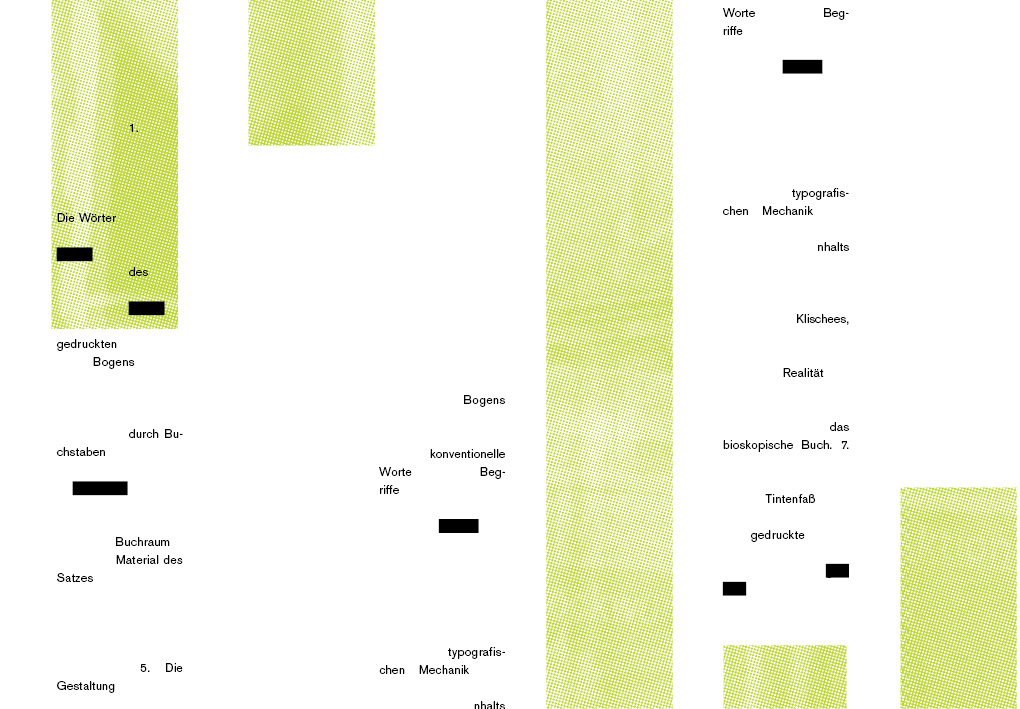 1.
Die Wörter
des
gedruckten
Bogens
durch Bu-
chstaben
Buchraum
Material des
Satzes
5. Die
Gestaltung
Bogens
konventionelle
Worte Beg-
riffe
typografis-
chen Mechanik
nhalts
Worte Beg-
riffe
typografis-
chen Mechanik
nhalts
Klischees,
Realität
das
bioskopische Buch. 7.
Tintenfaß
gedruckte